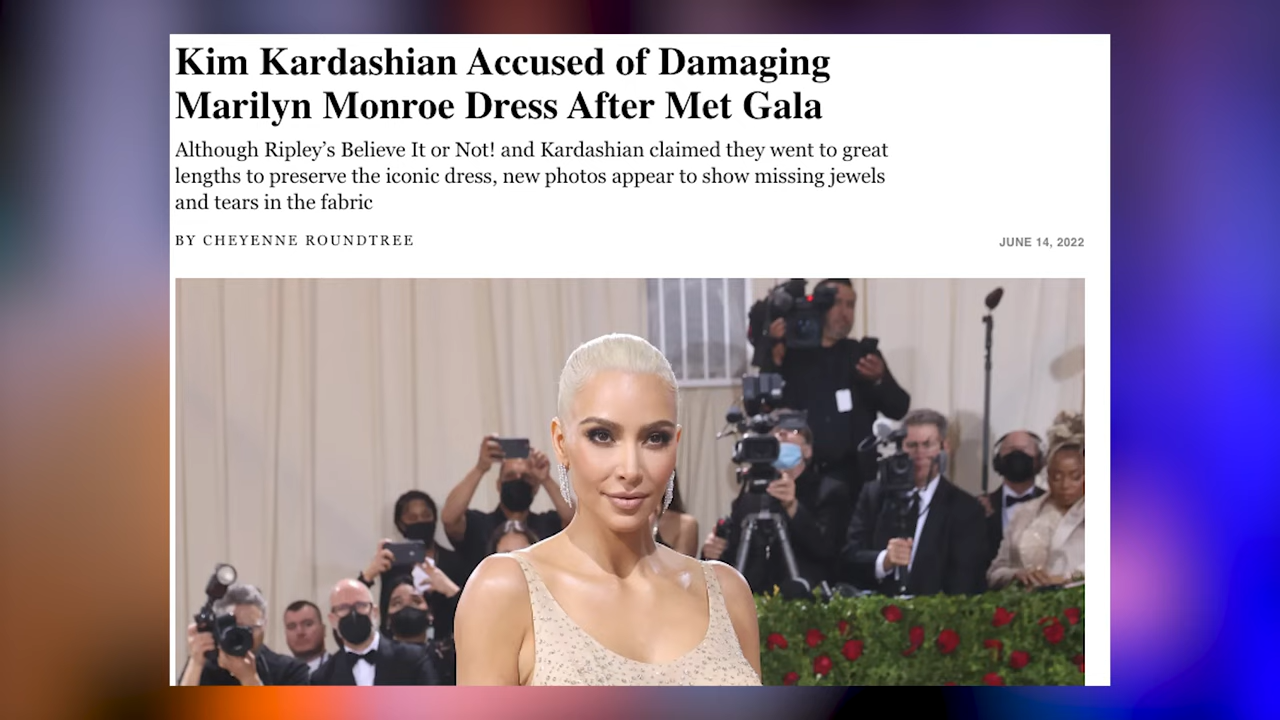 Kim Kardashian Accused of Damaging
Marilyn Monroe Dress After Met Gala
Although Ripley’s Believe It or Not! and Kardashian claimed they went to great
lengths to preserve the iconic dress, new photos appear to show missing jewels
and tears in the fabric
BY CHEYENNE ROUNDTREE
JUNE 14, 2022